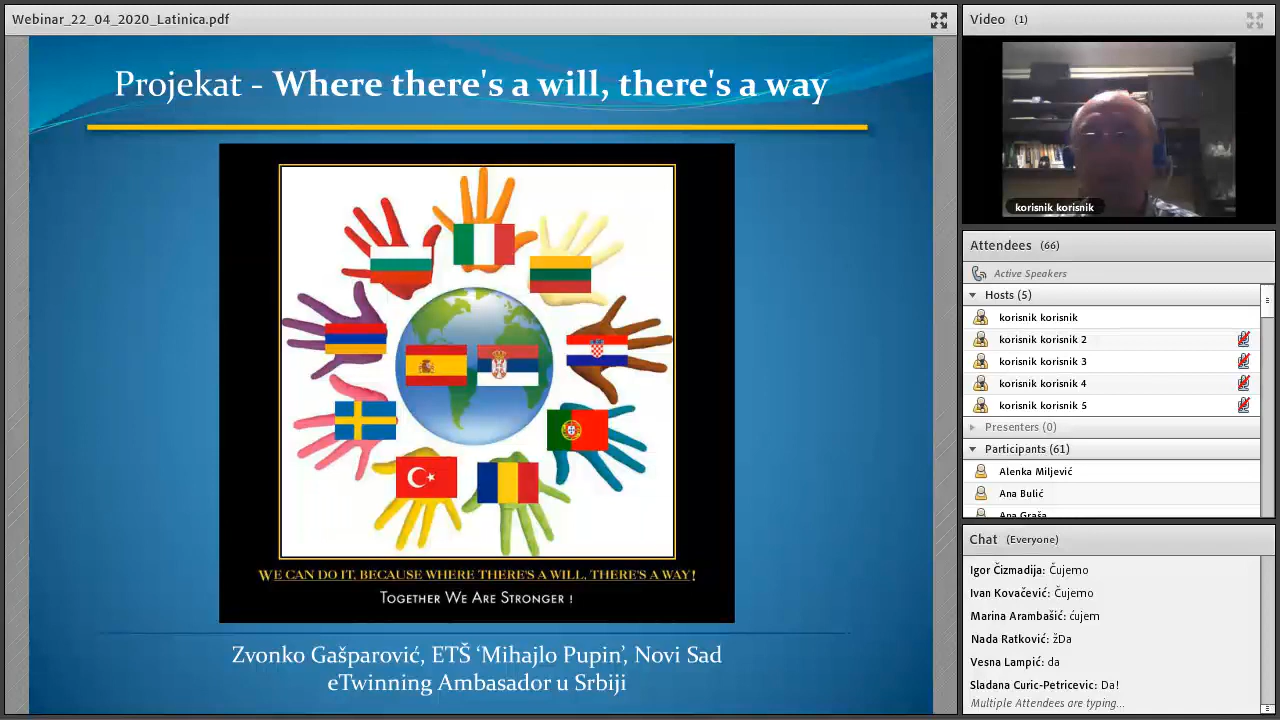 Webinar_22_04_2020_Latinica.pdf
Projekat - Where there's a will, there's a way
WE CAN DO IT, BECAUSE WHERE THERE'S A WILL, THERE'S A WAY!
TOGETHER WE ARE STRONGER !
Zvonko Gašparović, ETŠ ‘Mihajlo Pupin’, Novi Sad
eTwinning Ambasador u Srbiji
Video (1)
korisnik korisnik
Attendees (66)
Active Speakers
Hosts (5)
korisnik korisnik
korisnik korisnik 2
korisnik korisnik 3
korisnik korisnik 4
korisnik korisnik 5
Presenters (0)
Participants (61)
Alenka Miljević
Ana Bulić
Ana Graša
Chat (Everyone)
Igor Čizmadija: Čujemo
Ivan Kovačević: Čujemo
Marina Arambašić: ćujem
Nada Ratković: žDa
Vesna Lampić: da
Sladana Curic-Petricevic: Da!
Multiple Attendees are typing...